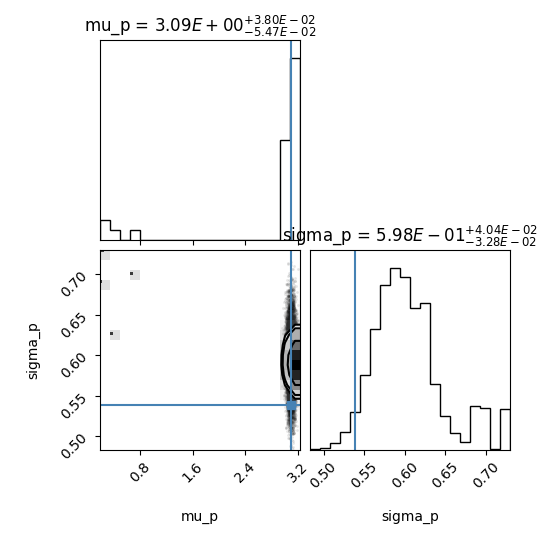 mu_p = 3.09E + 00+3.80E − 02 −5.47E − 02
sigma_p = 5.98E − 01+4.04E − 02 −3.28E − 02
0.70
0.65
0.60
0.55
0.50
sigma_p
0.8 1.6 2.4 3.2 0.50 0.55 0.60 0.65 0.70
mu_p sigma_p